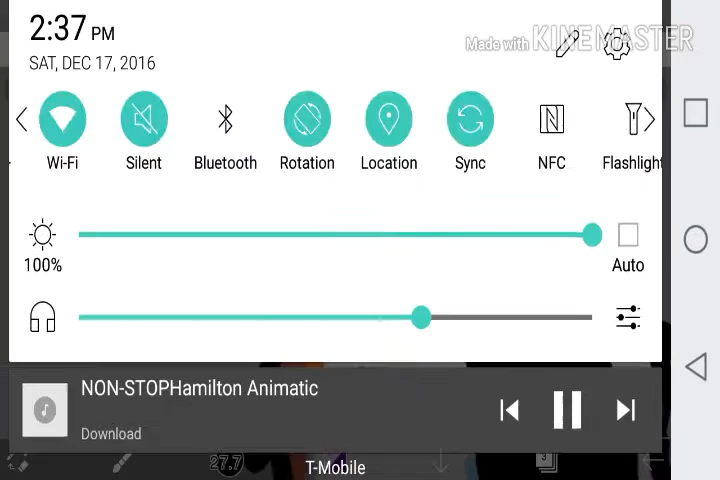 2:37 PM
Made with KINEMASTER
SAT, DEC 17, 2016
Wi-Fi
Silent
Bluetooth
Rotation
Location
Sync
NFC
Flashlight
100%
Auto
NON-STOPHamilton Animatic
Download
27.7
3
T-Mobile